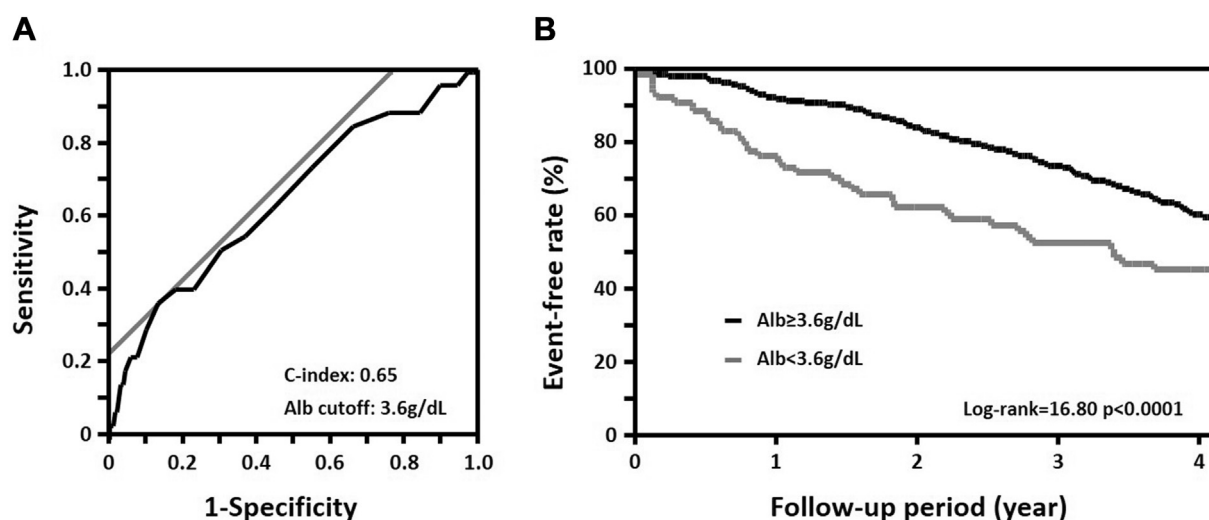 A
1.0
0.8
0.6
0.4
0.2
0
Sensitivity
C-index: 0.65
Alb cutoff: 3.6g/dL
0 0.2 0.4 0.6 0.8 1.0
1-Specificity
B
100
80
60
40
20
0
Event-free rate (%)
Alb≥3.6g/dL
Alb<3.6g/dL
Log-rank=16.80 p<0.0001
0 1 2 3 4
Follow-up period (year)